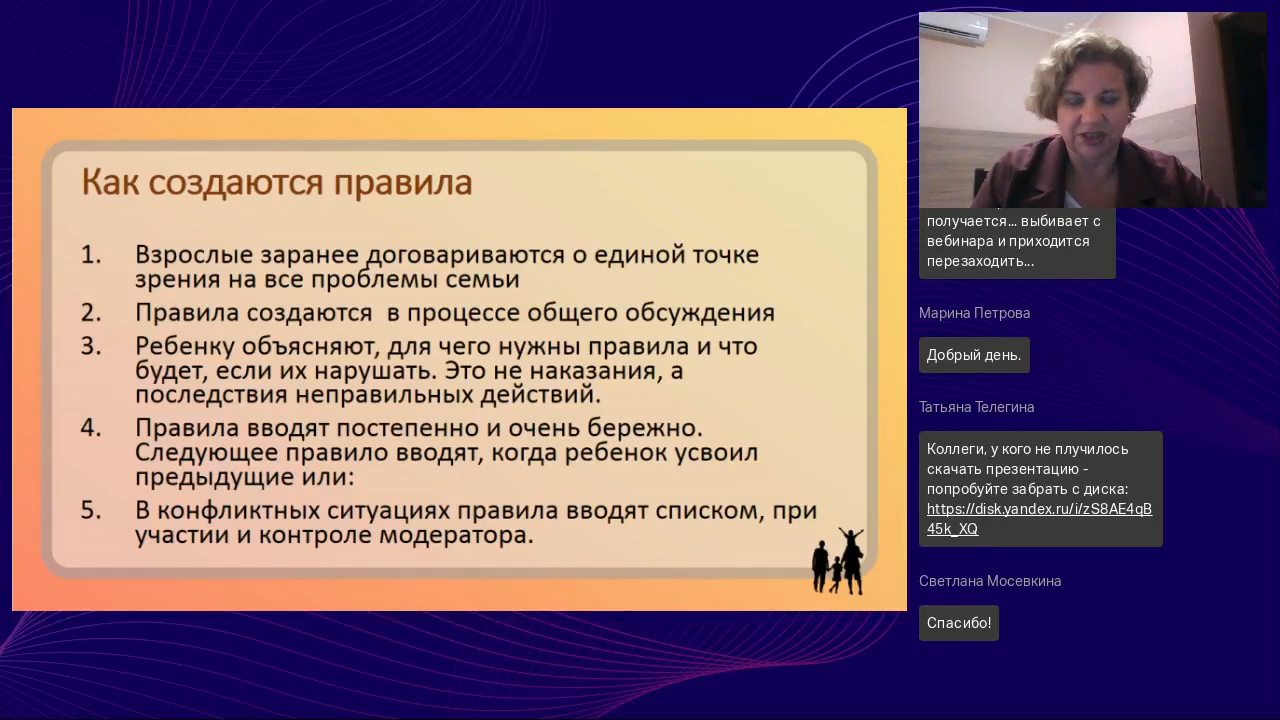 Как создаются правила
1. Взрослые заранее договариваются о единой точке
зрения на все проблемы семьи
2. Правила создаются в процессе общего обсуждения
3. Ребенку объясняют, для чего нужны правила и что
будет, если их нарушать. Это не наказания, а
последствия неправильных действий.
4. Правила вводят постепенно и очень бережно.
Следующее правило вводят, когда ребенок усвоил
предыдущие или:
5. В конфликтных ситуациях правила вводят списком, при
участии и контроле модератора.
получается... выбивает с
вебинара и приходится
перезаходить...
Марина Петрова
Добрый день.
Татьяна Телегина
Коллеги, у кого не плучилось
скачать презентацию -
попробуйте забрать с диска:
https://disk.yandex.ru/i/zS8AE4qB
45k_XQ
Светлана Мосевкина
Спасибо!